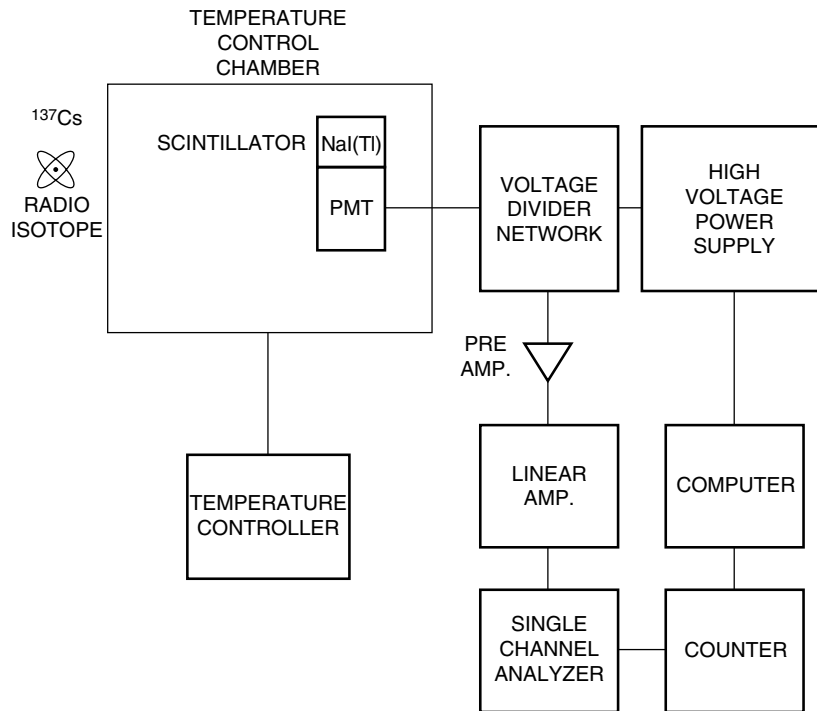 TEMPERATURE
CONTROL
CHAMBER
¹³⁷Cs
RADIO
ISOTOPE
SCINTILLATOR
NaI(Tl)
PMT
VOLTAGE
DIVIDER
NETWORK
HIGH
VOLTAGE
POWER
SUPPLY
PRE
AMP.
TEMPERATURE
CONTROLLER
LINEAR
AMP.
COMPUTER
SINGLE
CHANNEL
ANALYZER
COUNTER